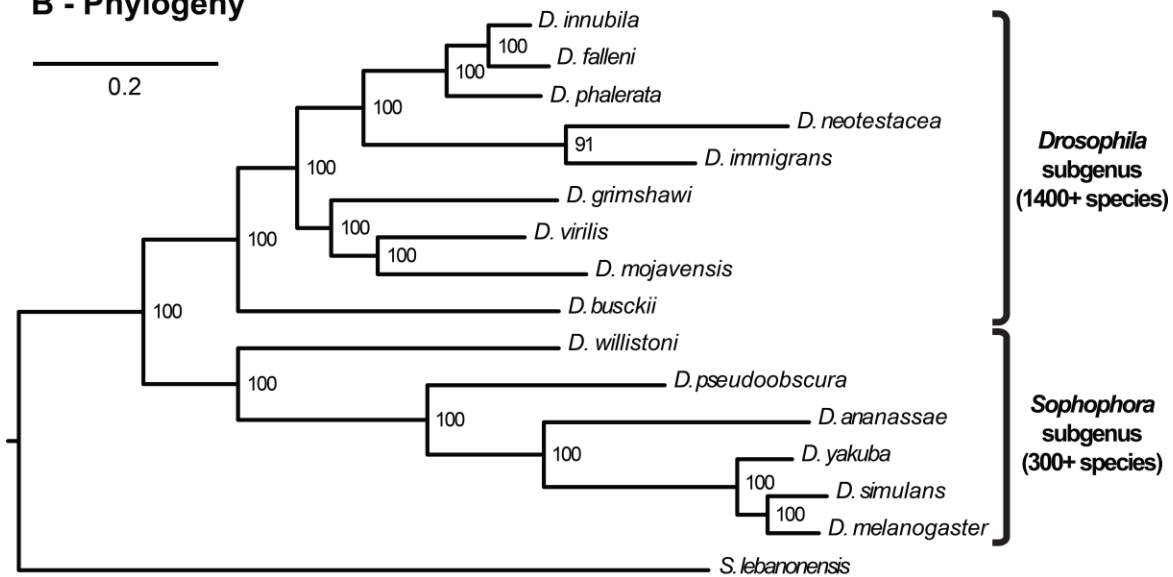 B - Phylogeny
0.2
D. innubila
100
D. falleni
100
D. phalerata
100
D. neotestacea
91
D. immigrans
100
D. grimshawi
100
D. virilis
100
D. mojavensis
100
D. busckii
100
D. willistoni
100
D. pseudoobscura
100
D. ananassae
100
D. yakuba
100
D. simulans
100
D. melanogaster
S. lebanonensis
Drosophila
subgenus
(1400+ species)
Sophophora
subgenus
(300+ species)